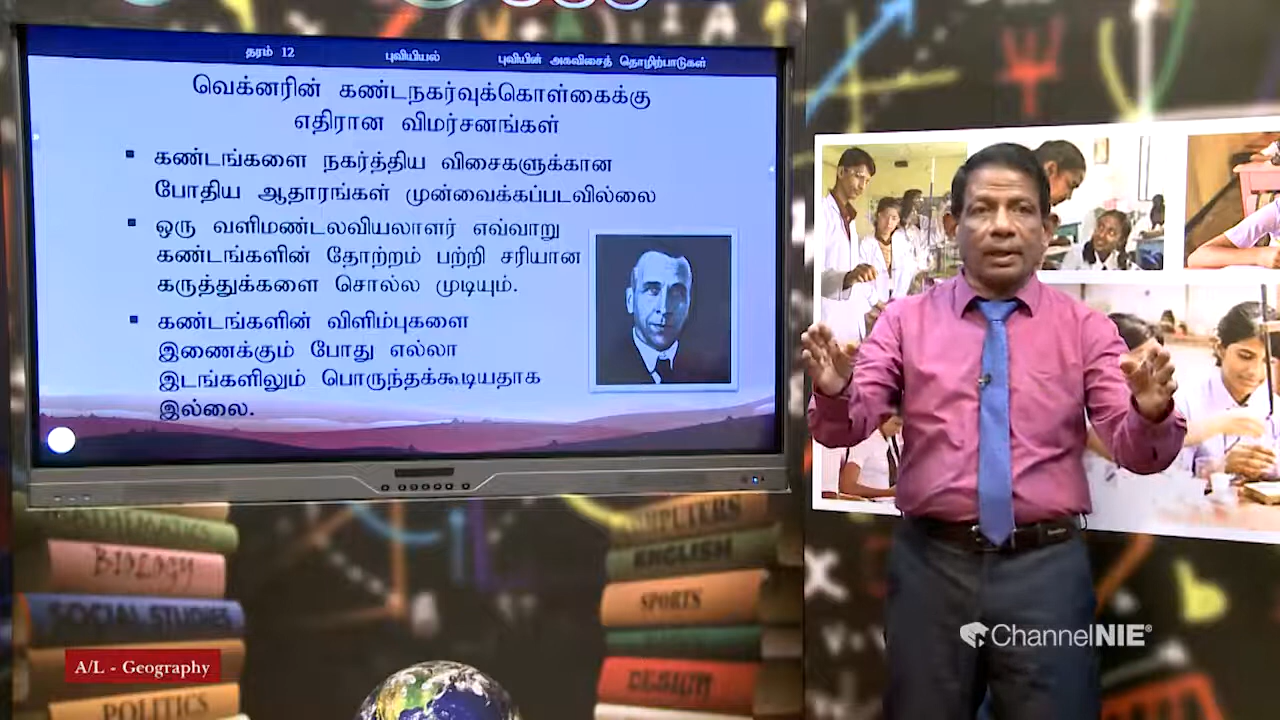 தரம் 12 புவியியல் புவியின் அகவிசைத் தொழிற்பாடுகள்
வெக்னரின் கண்டநகர்வுக்கொள்கைக்கு
எதிரான விமர்சனங்கள்
▪ கண்டங்களை நகர்த்திய விசைகளுக்கான
போதிய ஆதாரங்கள் முன்வைக்கப்படவில்லை
▪ ஒரு வளிமண்டலவியலாளர் எவ்வாறு
கண்டங்களின் தோற்றம் பற்றி சரியான
கருத்துக்களை சொல்ல முடியும்.
▪ கண்டங்களின் விளிம்புகளை
இணைக்கும் போது எல்லா
இடங்களிலும் பொருந்தக்கூடியதாக
இல்லை.
MATHEMATICS
BIOLOGY
SOCIAL STUDIES
POLITICS
COMPUTERS
ENGLISH
SPORTS
DESIGN
A/L - Geography
ChannelNIE®